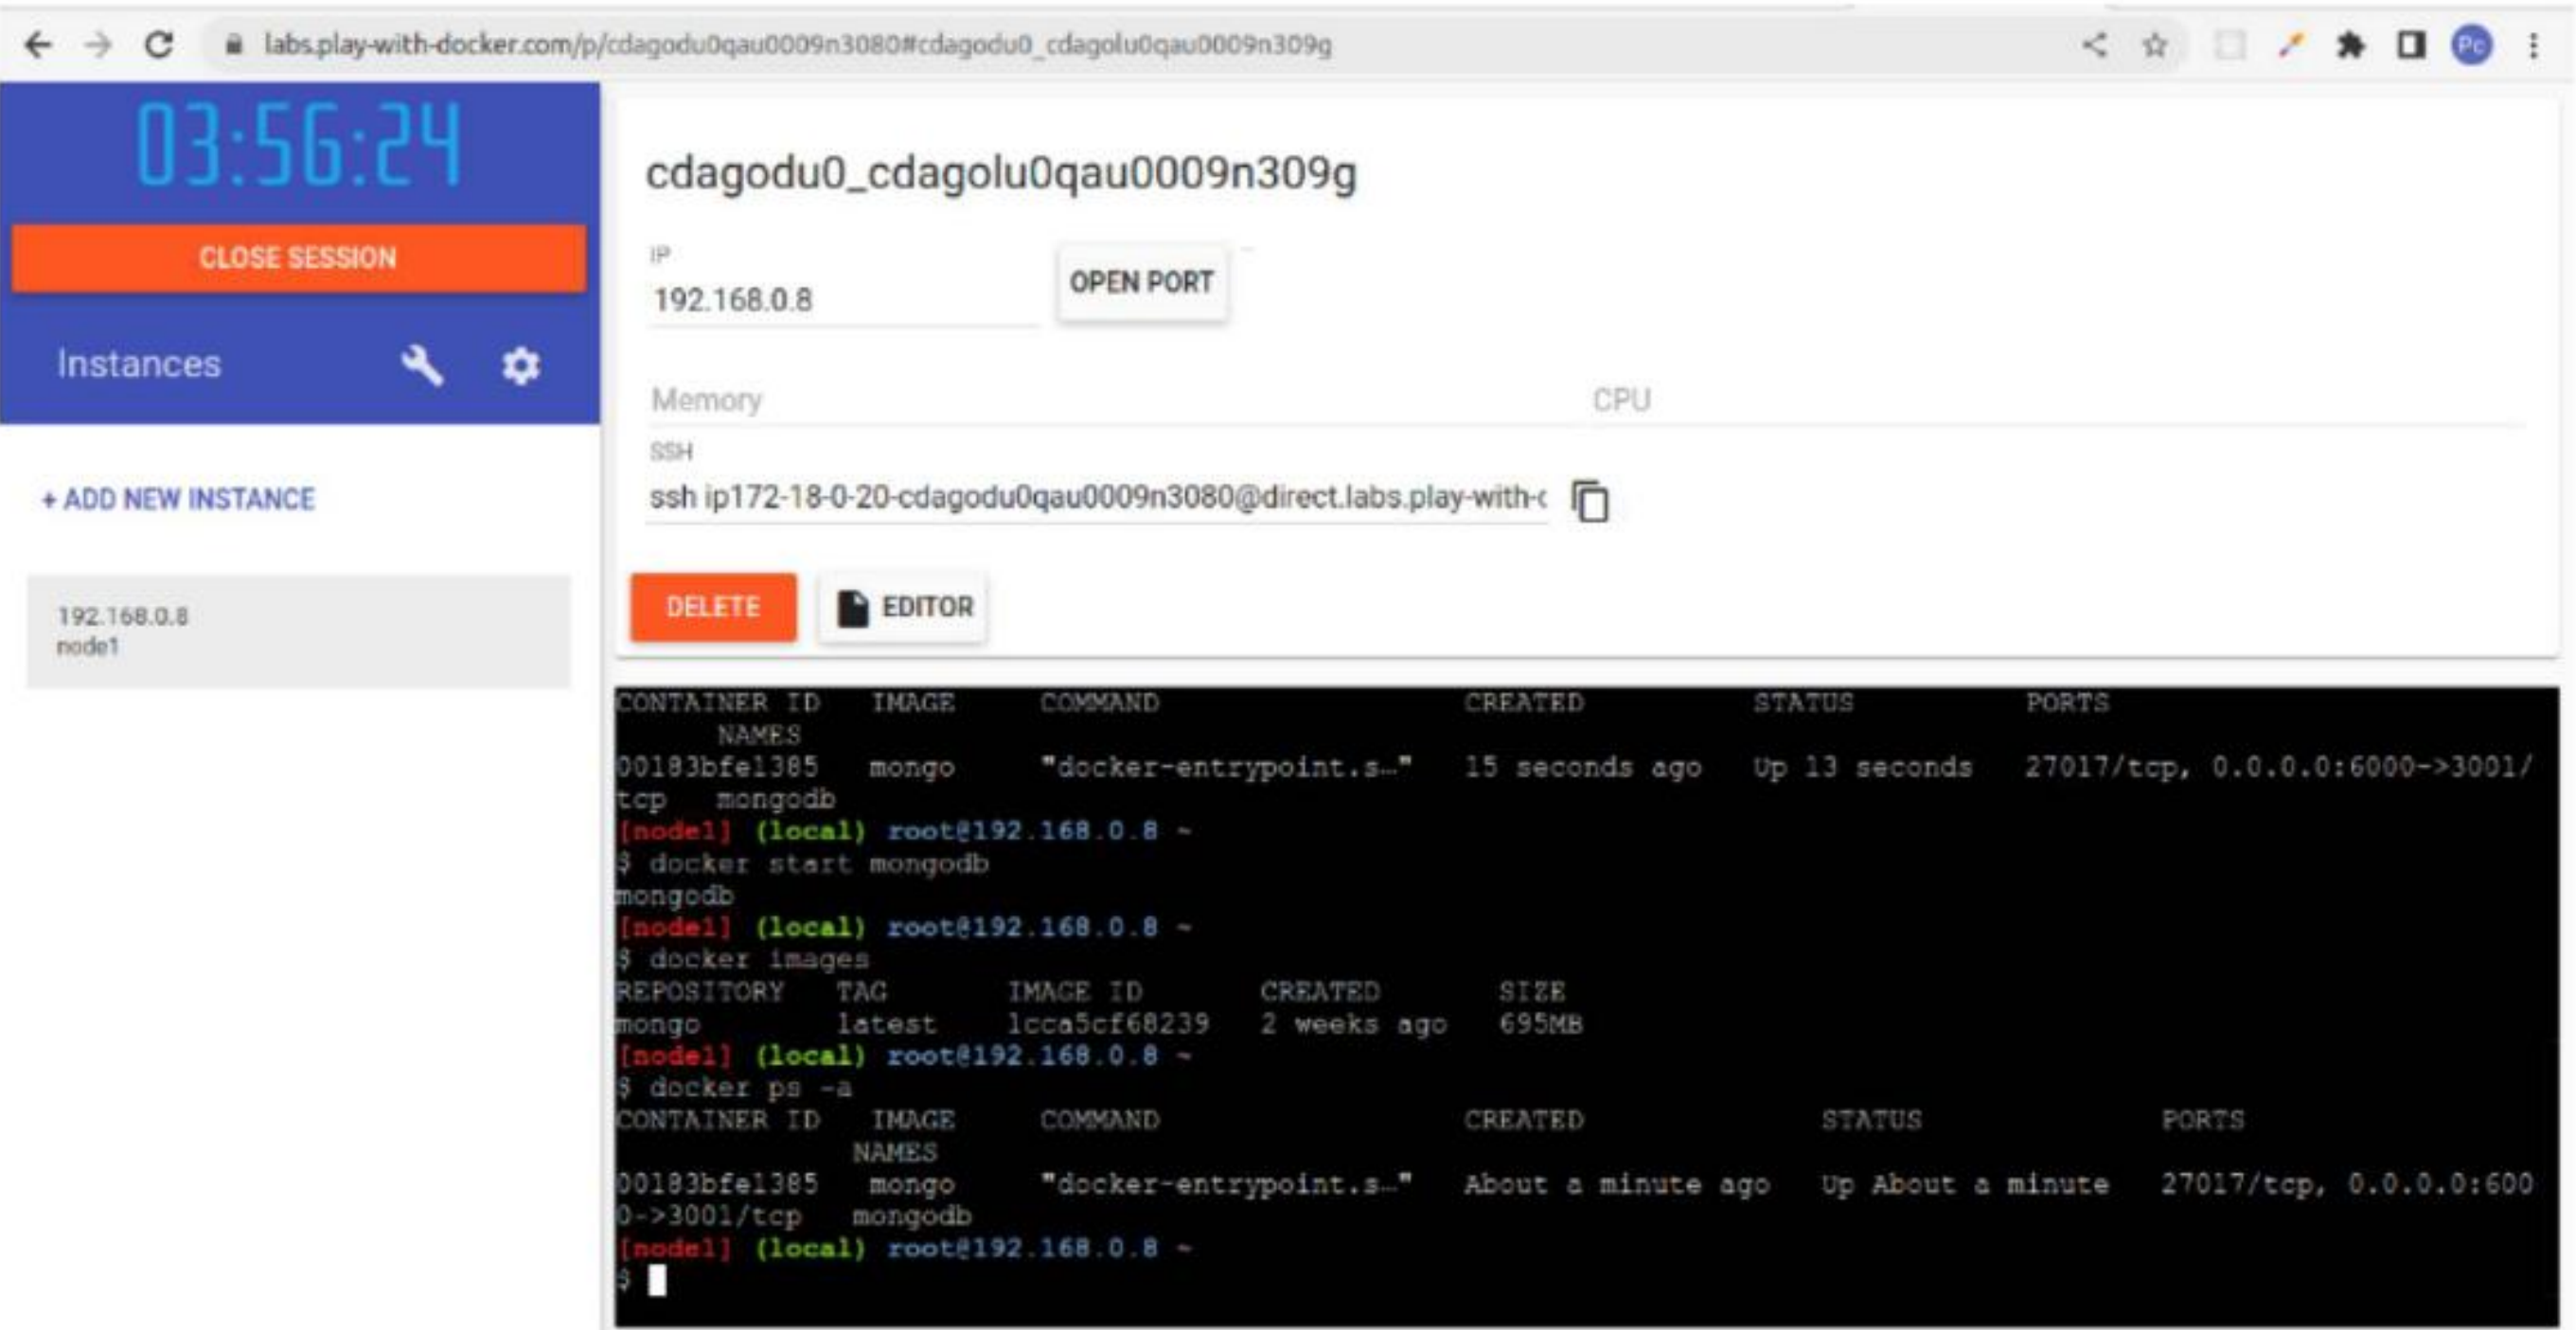 labs.play-with-docker.com/p/cdagodu0qau0009n3080#cdagodu0_cdagolu0qau0009n309g
Pc
03:56:24
CLOSE SESSION
Instances
+ ADD NEW INSTANCE
192.168.0.8
node1
cdagodu0_cdagolu0qau0009n309g
IP
192.168.0.8
OPEN PORT
Memory
CPU
SSH
ssh ip172-18-0-20-cdagodu0qau0009n3080@direct.labs.play-with-c
DELETE
EDITOR
CONTAINER ID IMAGE COMMAND CREATED STATUS PORTS
NAMES
00183bfe1385 mongo "docker-entrypoint.s…" 15 seconds ago Up 13 seconds 27017/tcp, 0.0.0.0:6000->3001/
tcp mongodb
[node1] (local) root@192.168.0.8 ~
$ docker start mongodb
mongodb
[node1] (local) root@192.168.0.8 ~
$ docker images
REPOSITORY TAG IMAGE ID CREATED SIZE
mongo latest 1cca5cf68239 2 weeks ago 695MB
[node1] (local) root@192.168.0.8 ~
$ docker ps -a
CONTAINER ID IMAGE COMMAND CREATED STATUS PORTS
NAMES
00183bfe1385 mongo "docker-entrypoint.s…" About a minute ago Up About a minute 27017/tcp, 0.0.0.0:600
0->3001/tcp mongodb
[node1] (local) root@192.168.0.8 ~
$